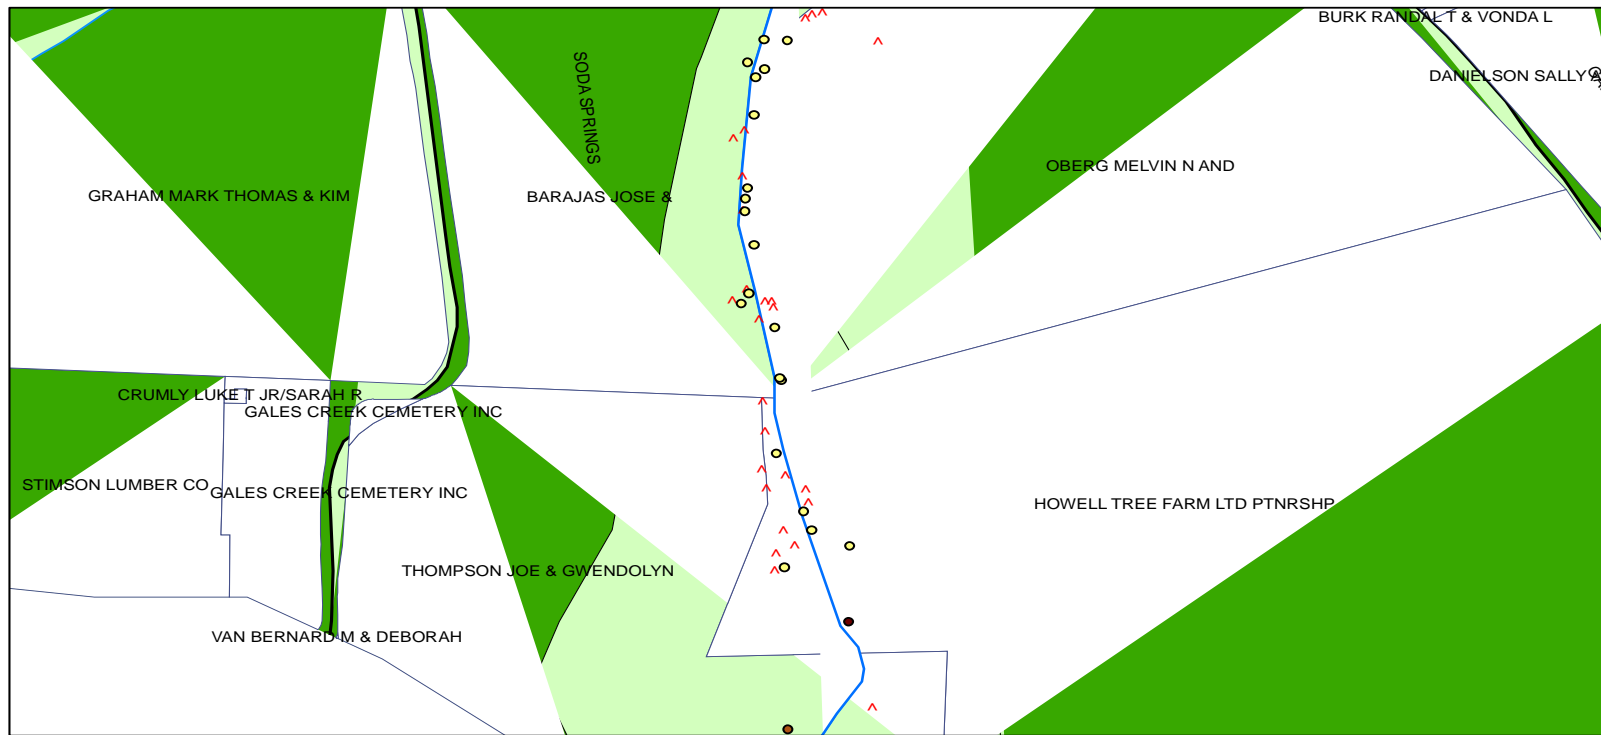 BURK RANDAL T & VONDA L
DANIELSON SALLY A
SODA SPRINGS
OBERG MELVIN N AND
GRAHAM MARK THOMAS & KIM
BARAJAS JOSE &
CRUMLY LUKE T JR/SARAH R
GALES CREEK CEMETERY INC
STIMSON LUMBER CO
GALES CREEK CEMETERY INC
HOWELL TREE FARM LTD PTNRSHP
THOMPSON JOE & GWENDOLYN
VAN BERNARD M & DEBORAH